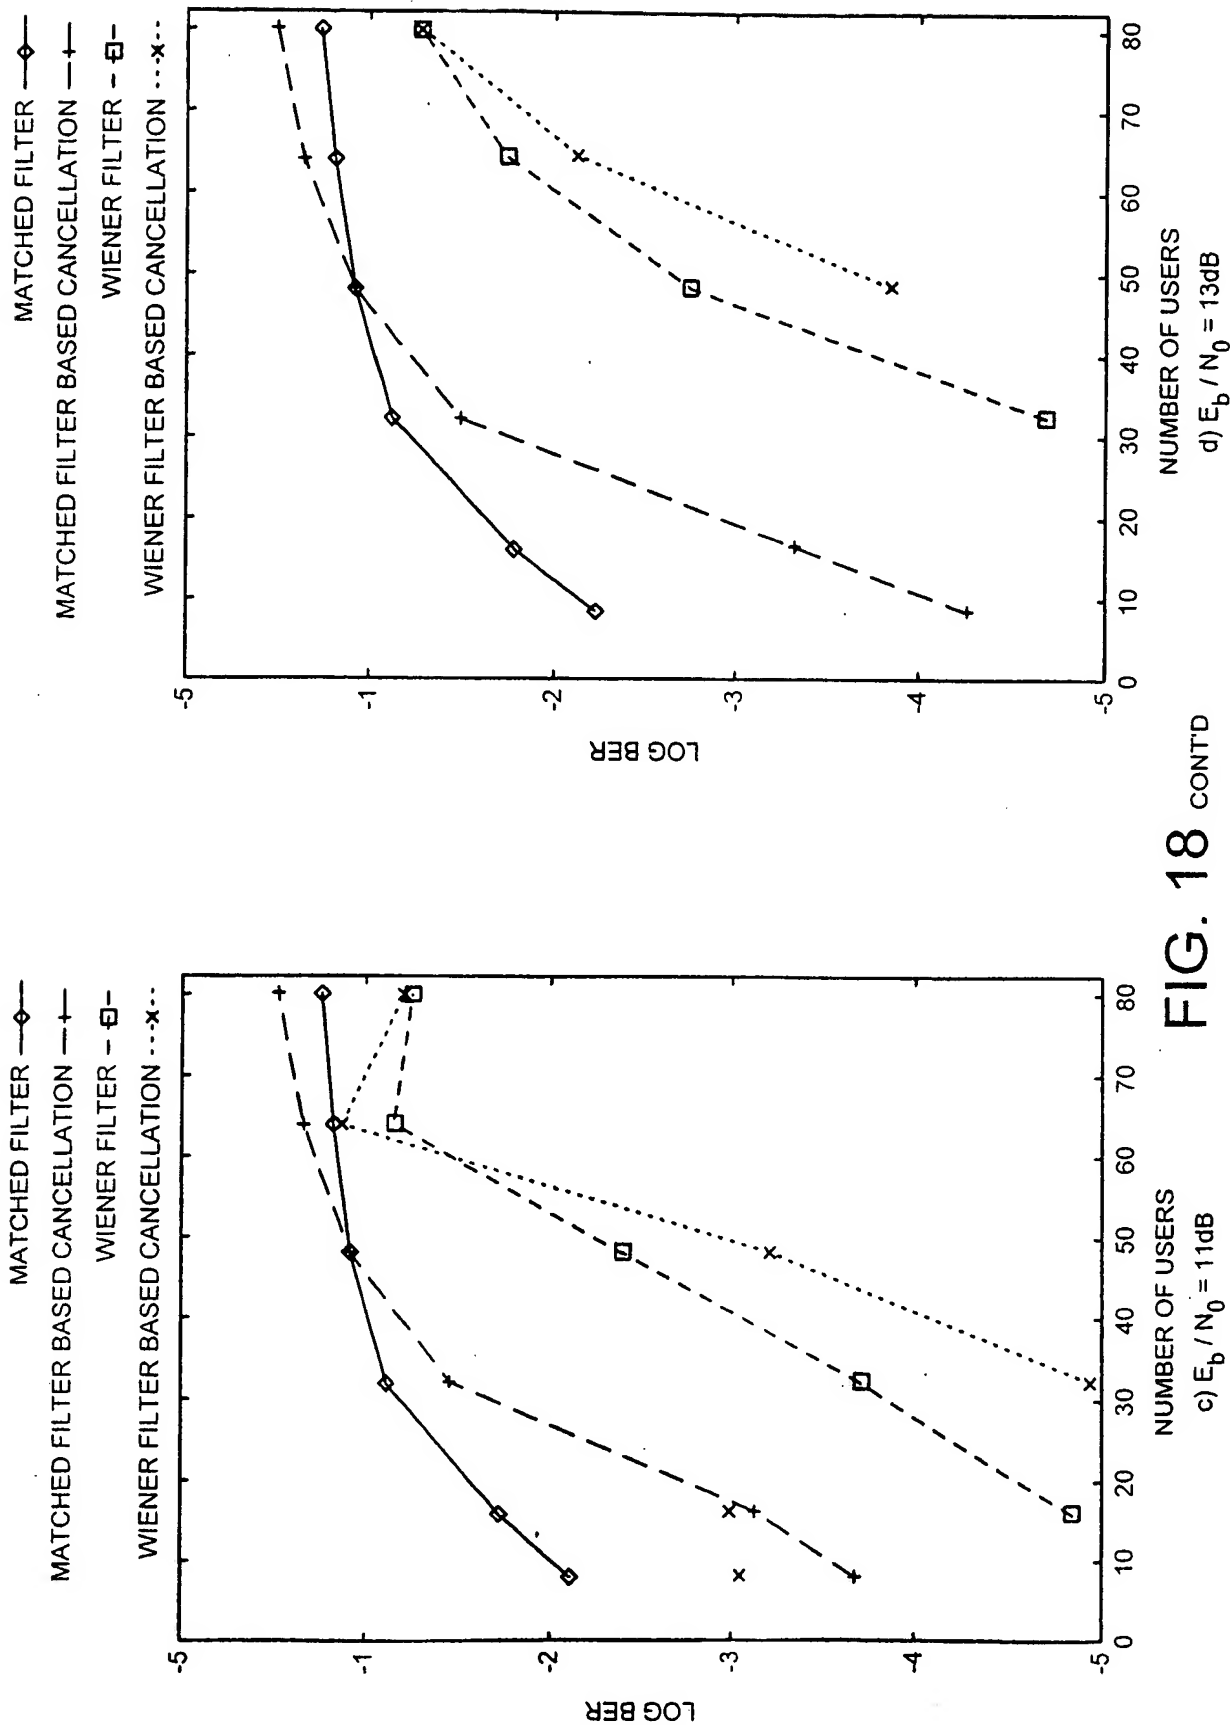 MATCHED FILTER
MATCHED FILTER BASED CANCELLATION
WIENER FILTER
WIENER FILTER BASED CANCELLATION
-5
-1
-2
-3
-4
-5
LOG BER
0 10 20 30 40 50 60 70 80
NUMBER OF USERS
c) E_b / N_0 = 11dB
MATCHED FILTER
MATCHED FILTER BASED CANCELLATION
WIENER FILTER
WIENER FILTER BASED CANCELLATION
-5
-1
-2
-3
-4
-5
LOG BER
0 10 20 30 40 50 60 70 80
NUMBER OF USERS
d) E_b / N_0 = 13dB
FIG. 18 CONT'D